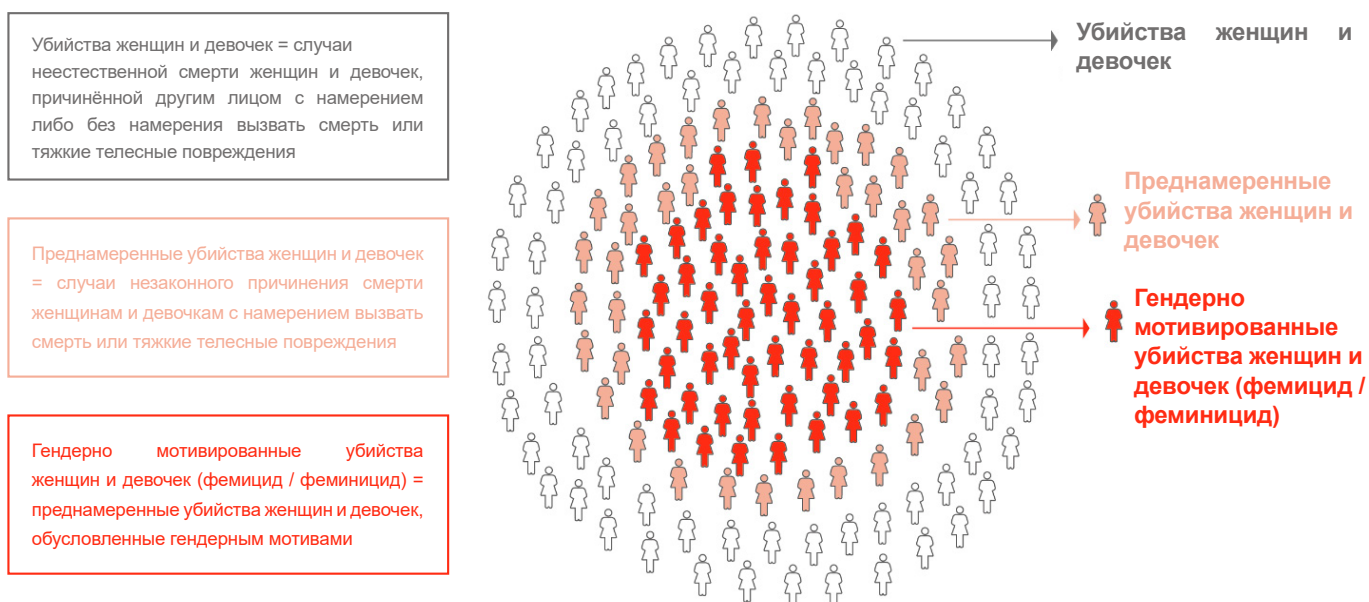 Убийства женщин и девочек = случаи
неестественной смерти женщин и девочек,
причинённой другим лицом с намерением
либо без намерения вызвать смерть или
тяжкие телесные повреждения
Преднамеренные убийства женщин и девочек
= случаи незаконного причинения смерти
женщинам и девочкам с намерением вызвать
смерть или тяжкие телесные повреждения
Гендерно мотивированные убийства
женщин и девочек (фемицид / феминицид) =
преднамеренные убийства женщин и девочек,
обусловленные гендерным мотивами
Убийства женщин и
девочек
Преднамеренные
убийства женщин и
девочек
Гендерно
мотивированные
убийства женщин и
девочек (фемицид /
феминицид)